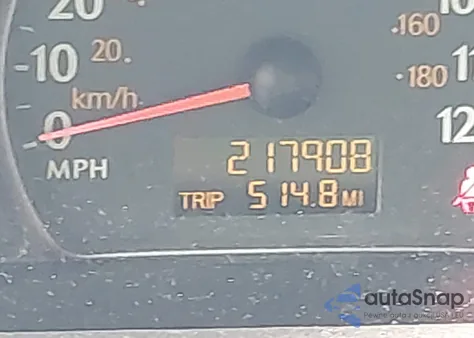 20
-10 20.
km/h
0
MPH
.160
.180
217908
TRIP 514.8 MI
autoSnap